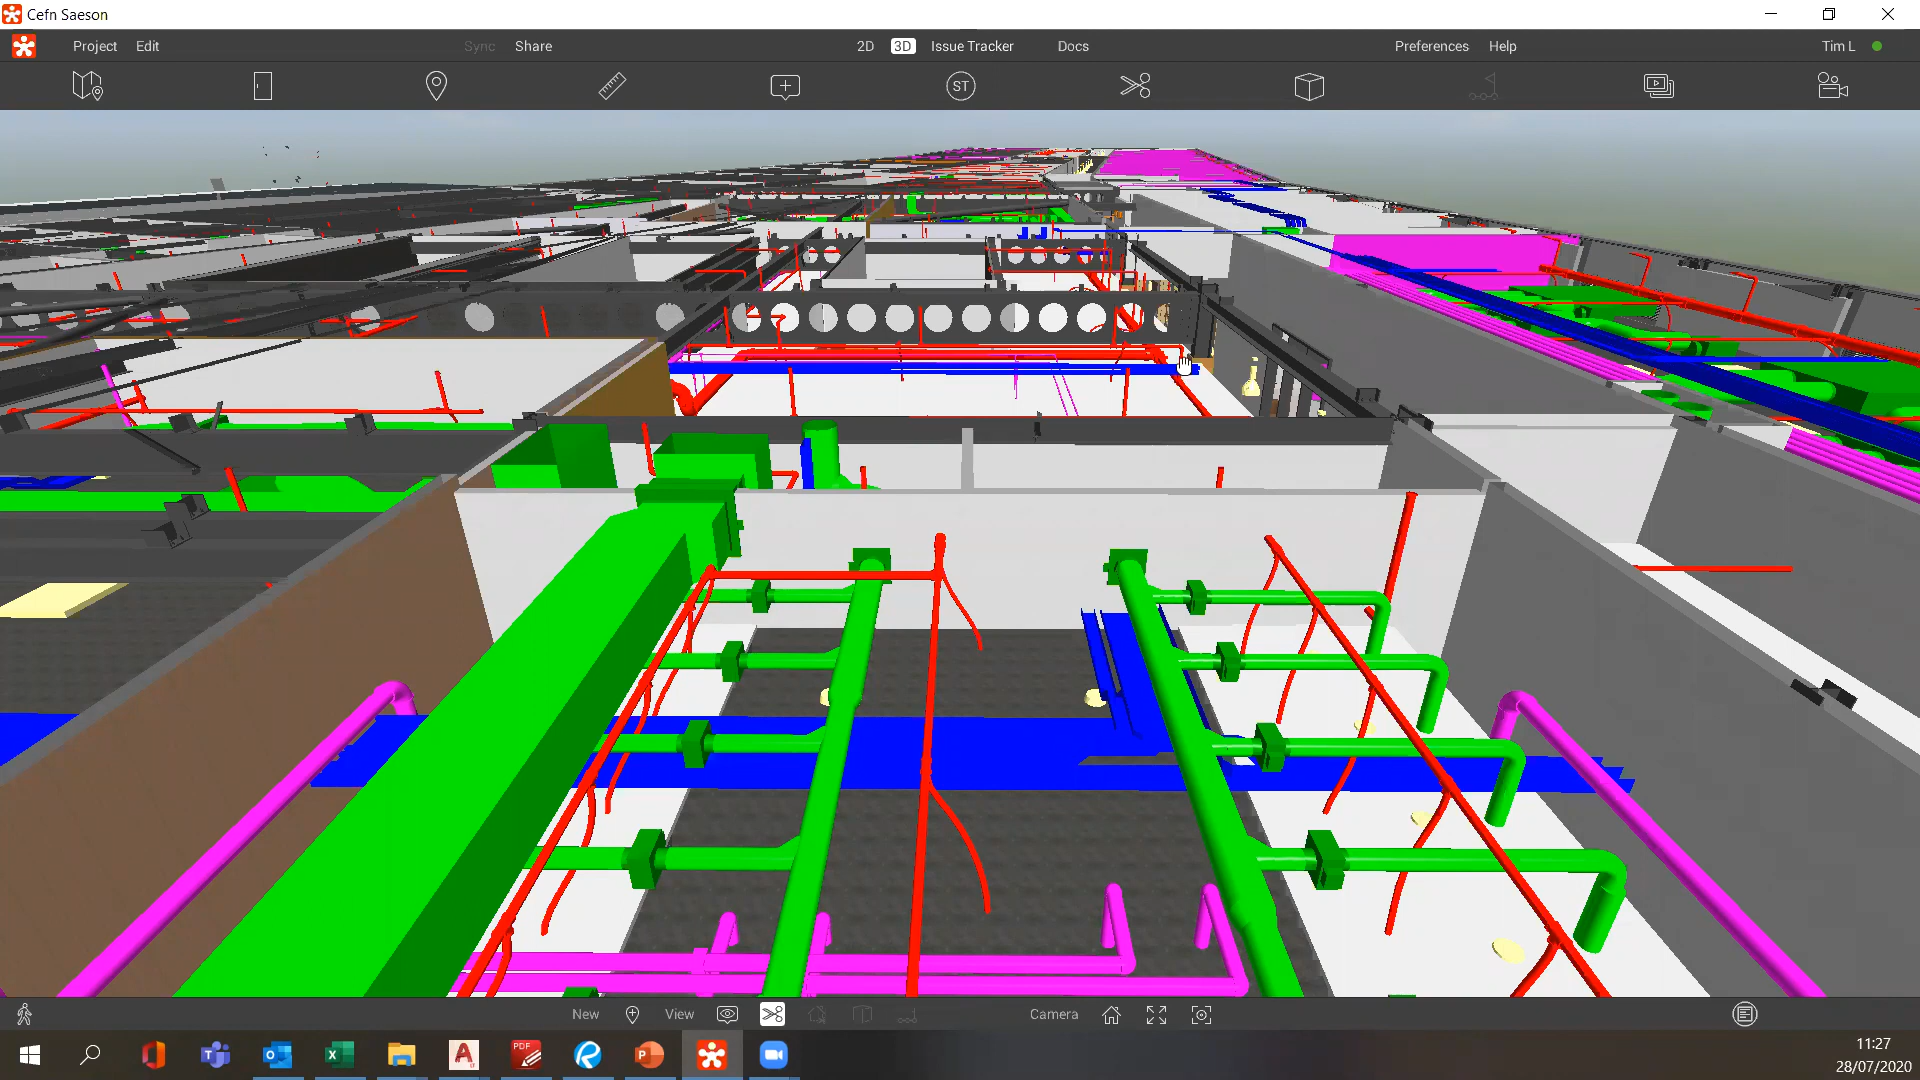 Cefn Saeson
Project Edit Sync Share 2D 3D Issue Tracker Docs Preferences Help Tim L
ST
New View Camera
PDF
11:27
28/07/2020